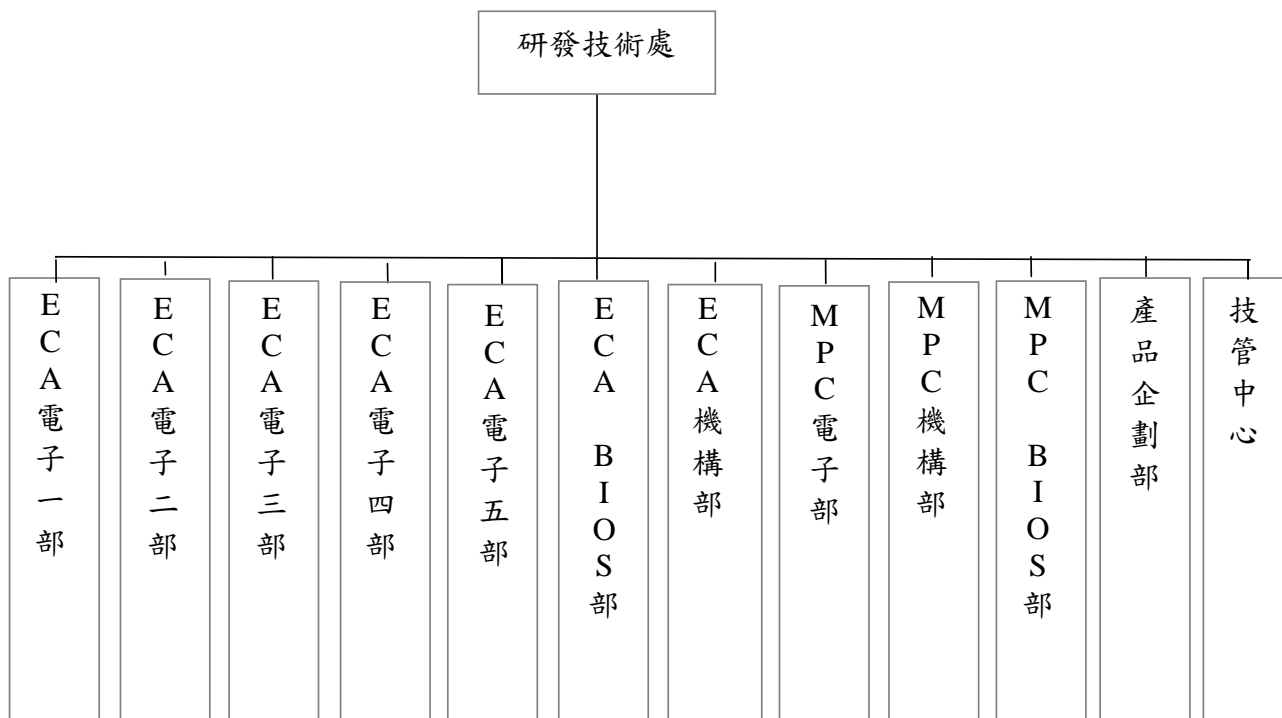 研發技術處
ECA電子一部
ECA電子二部
ECA電子三部
ECA電子四部
ECA電子五部
ECA BIOS部
ECA機構部
MPC電子部
MPC機構部
MPC BIOS部
產品企劃部
技管中心